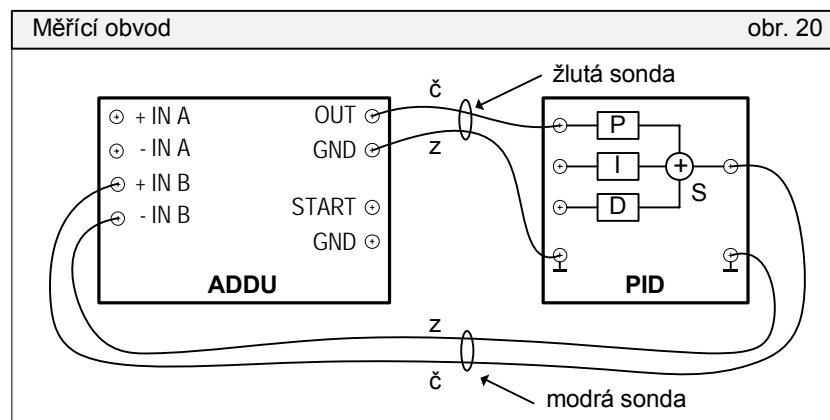 Měřící obvod obr. 20
žlutá sonda
č
+ IN A OUT
- IN A GND
z
+ IN B
- IN B START
GND
ADDU
P
I
+
S
D
PID
z
č
modrá sonda